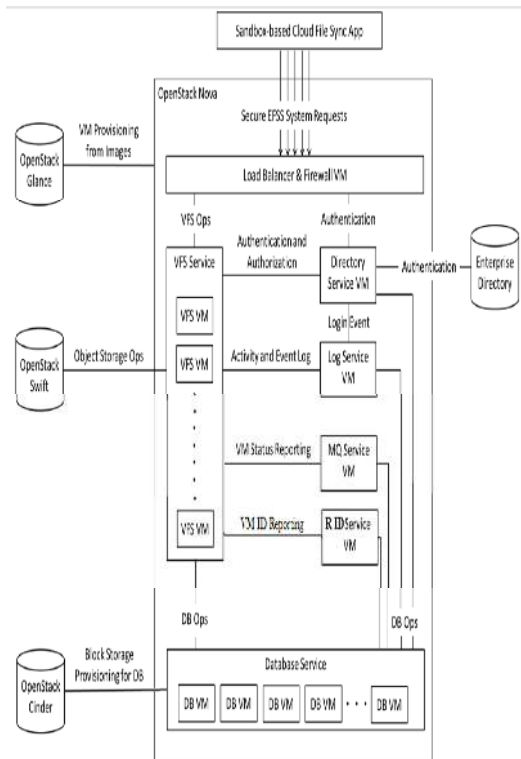 Sandbox-based Cloud File Sync App
OpenStack Nova
Secure EFSS System Requests
VM Provisioning
from Images
OpenStack
Glance
Load Balancer & Firewall VM
VFS Ops
Authentication
VFS Service
Authentication and
Authorization
Directory
Service VM
Authentication
Enterprise
Directory
VFS VM
Login Event
OpenStack
Swift
Object Storage Ops
VFS VM
Activity and Event Log
Log Service
VM
VM Status Reporting
MQ Service
VM
VFS VM
VM ID Reporting
R ID Service
VM
DB Ops
DB Ops
Block Storage
Provisioning for DB
OpenStack
Cinder
Database Service
DB VM DB VM DB VM DB VM • • • DB VM